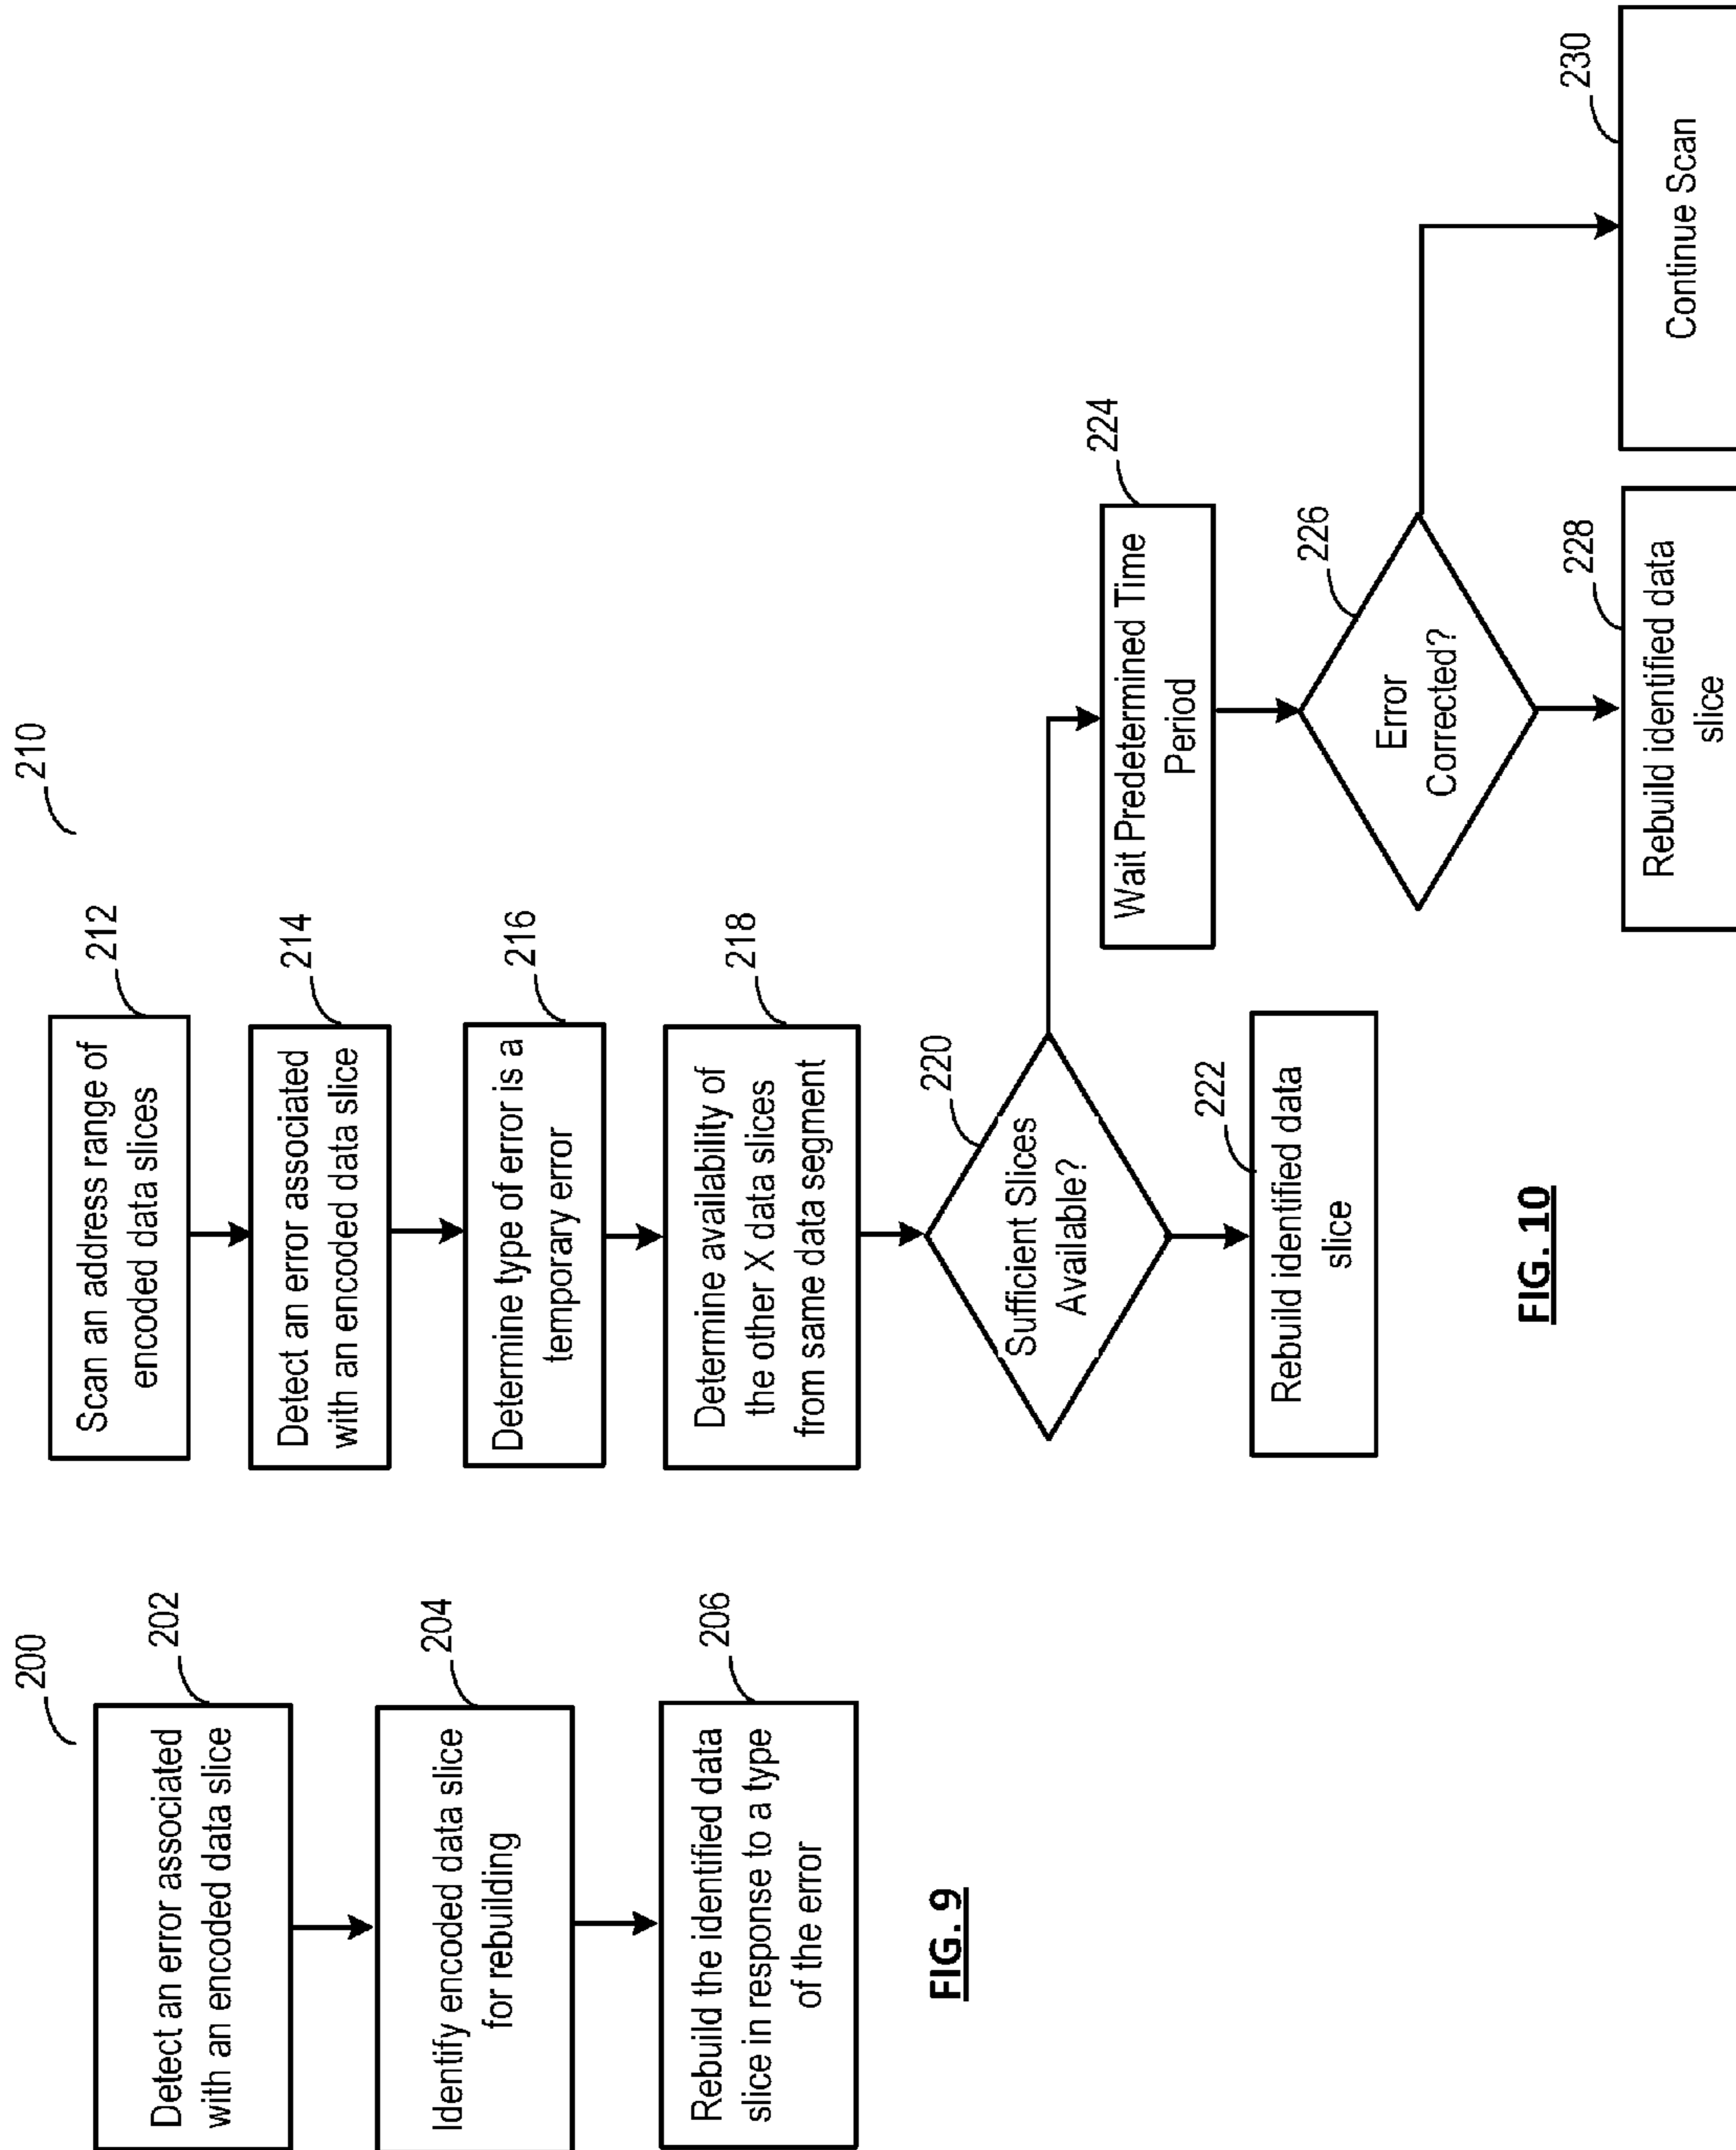 200
Detect an error associated
with an encoded data slice
202
Identify encoded data slice
for rebuilding
204
Rebuild the identified data
slice in response to a type
of the error
206
FIG. 9
210
Scan an address range of
encoded data slices
212
Detect an error associated
with an encoded data slice
214
Determine type of error is a
temporary error
216
Determine availability of
the other X data slices
from same data segment
218
Sufficient Slices
Available?
220
Rebuild identified data
slice
222
Wait Predetermined Time
Period
224
Error
Corrected?
226
Rebuild identified data
slice
228
Continue Scan
230
FIG. 10